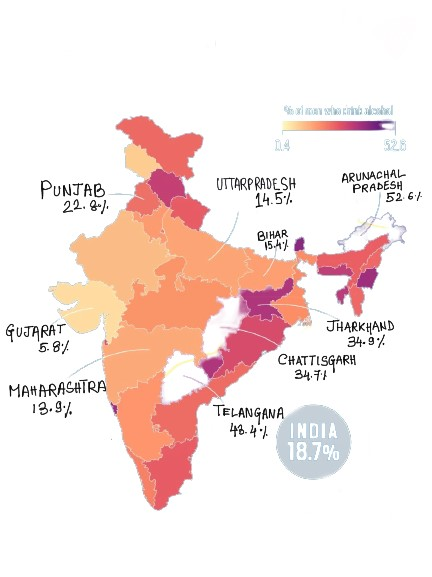 % of men who drink alcohol
0.4
52.6
ARUNACHAL
PRADESH
52.6%
UTTARPRADESH
14.5%
PUNJAB
22.8%
BIHAR
15.4%
GUJARAT
5.8%
JHARKHAND
34.9%
CHATTISGARH
34.7%
MAHARASHTRA
13.9%
TELANGANA
43.4%
INDIA
18.7%